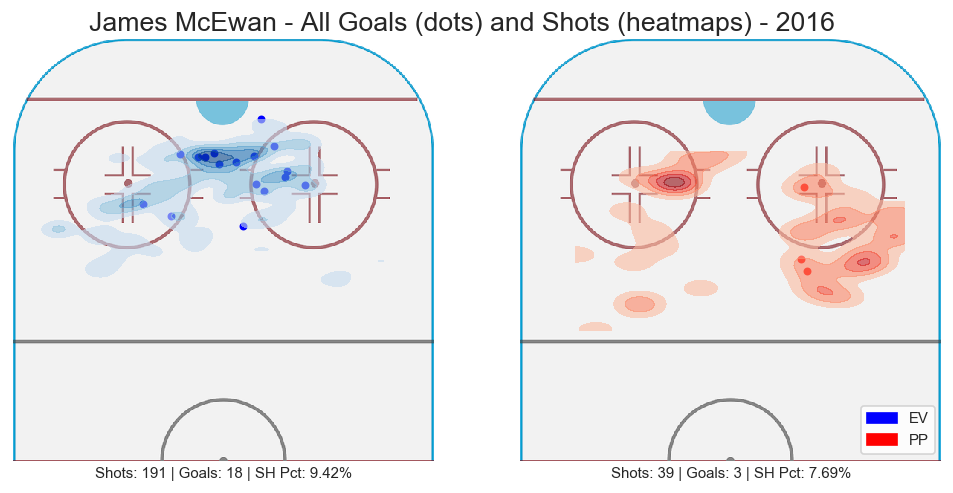 James McEwan - All Goals (dots) and Shots (heatmaps) - 2016
EV
PP
Shots: 191 | Goals: 18 | SH Pct: 9.42%
Shots: 39 | Goals: 3 | SH Pct: 7.69%